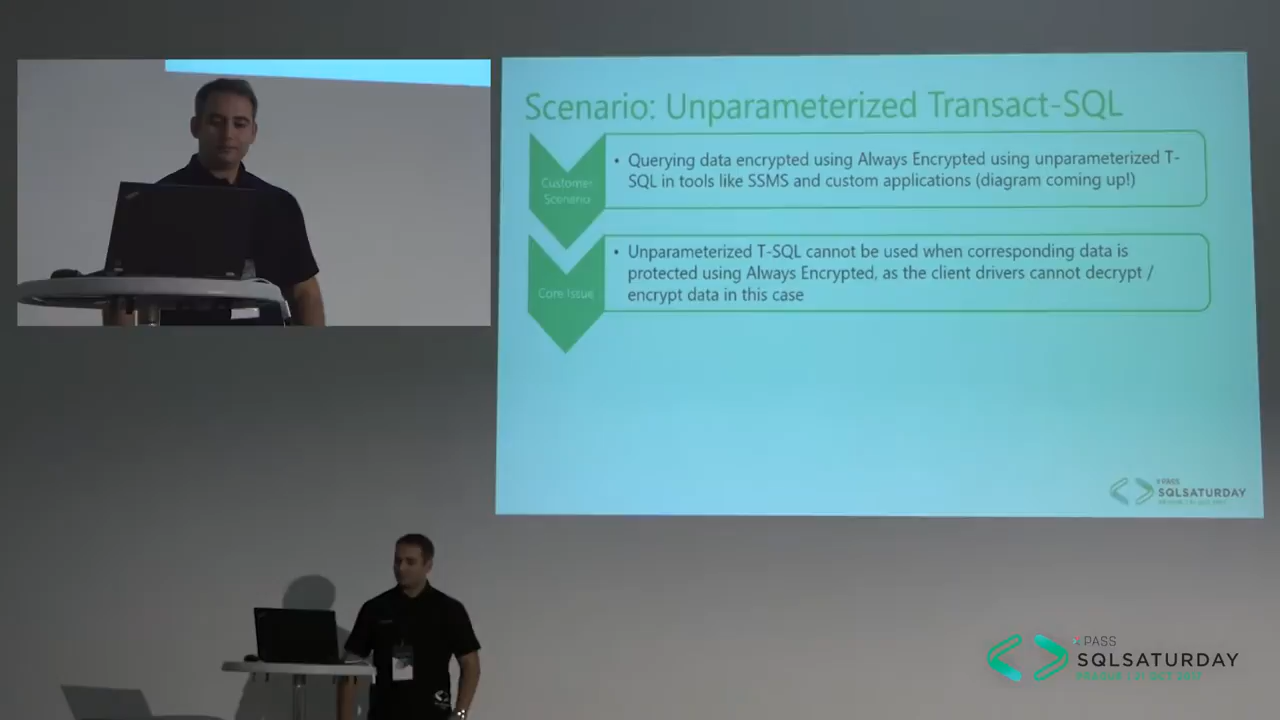 Scenario: Unparameterized Transact-SQL
Customer
Scenario
• Querying data encrypted using Always Encrypted using unparameterized T-
SQL in tools like SSMS and custom applications (diagram coming up!)
Core Issue
• Unparameterized T-SQL cannot be used when corresponding data is
protected using Always Encrypted, as the client drivers cannot decrypt /
encrypt data in this case
PASS
SQLSATURDAY
PASS
SQLSATURDAY
PRAGUE | 21 OCT 2017